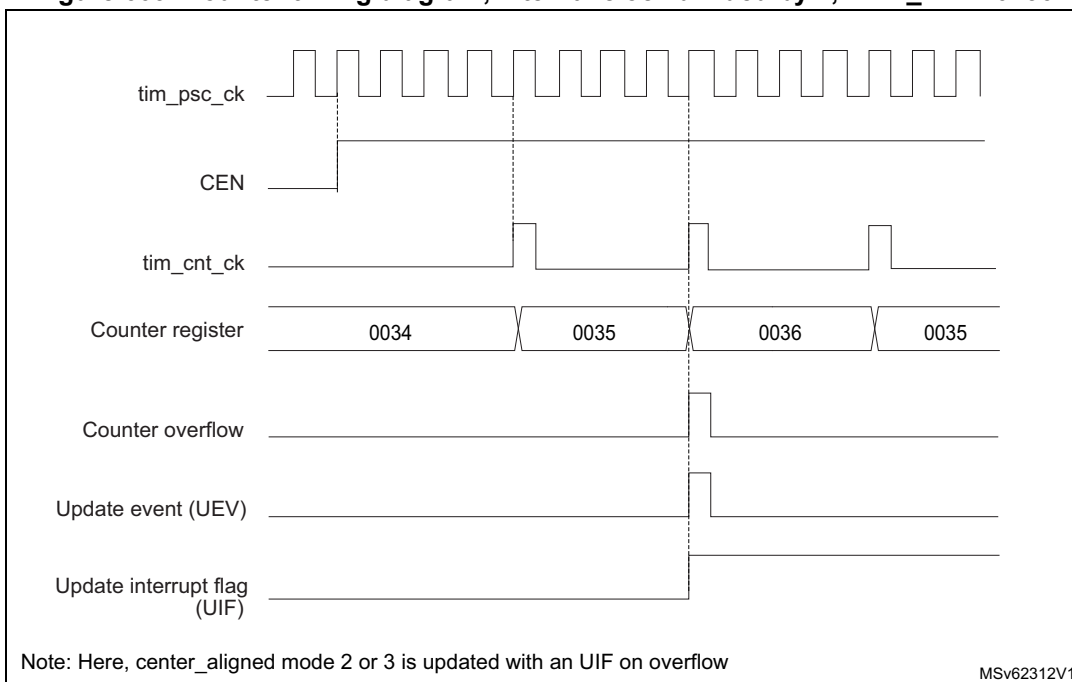 tim_psc_ck
CEN
tim_cnt_ck
Counter register
0034 0035 0036 0035
Counter overflow
Update event (UEV)
Update interrupt flag
(UIF)
Note: Here, center_aligned mode 2 or 3 is updated with an UIF on overflow
MSv62312V1